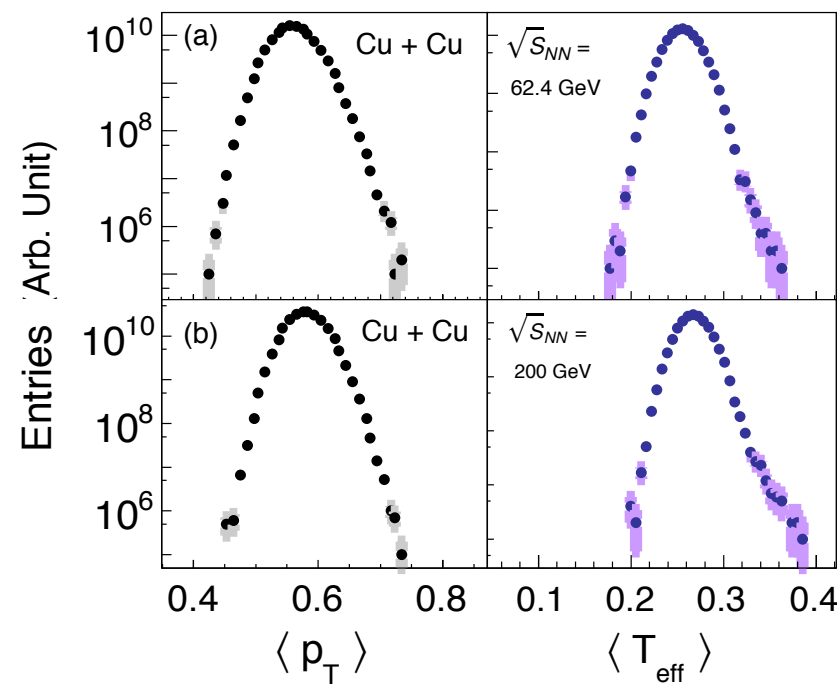 (a) Cu + Cu
√S_NN =
62.4 GeV
10^10
10^8
10^6
(b) Cu + Cu
√S_NN =
200 GeV
10^10
10^8
10^6
Entries (Arb. Unit)
0.4 0.6 0.8 0.1 0.2 0.3 0.4
⟨ p_T ⟩ ⟨ T_eff ⟩